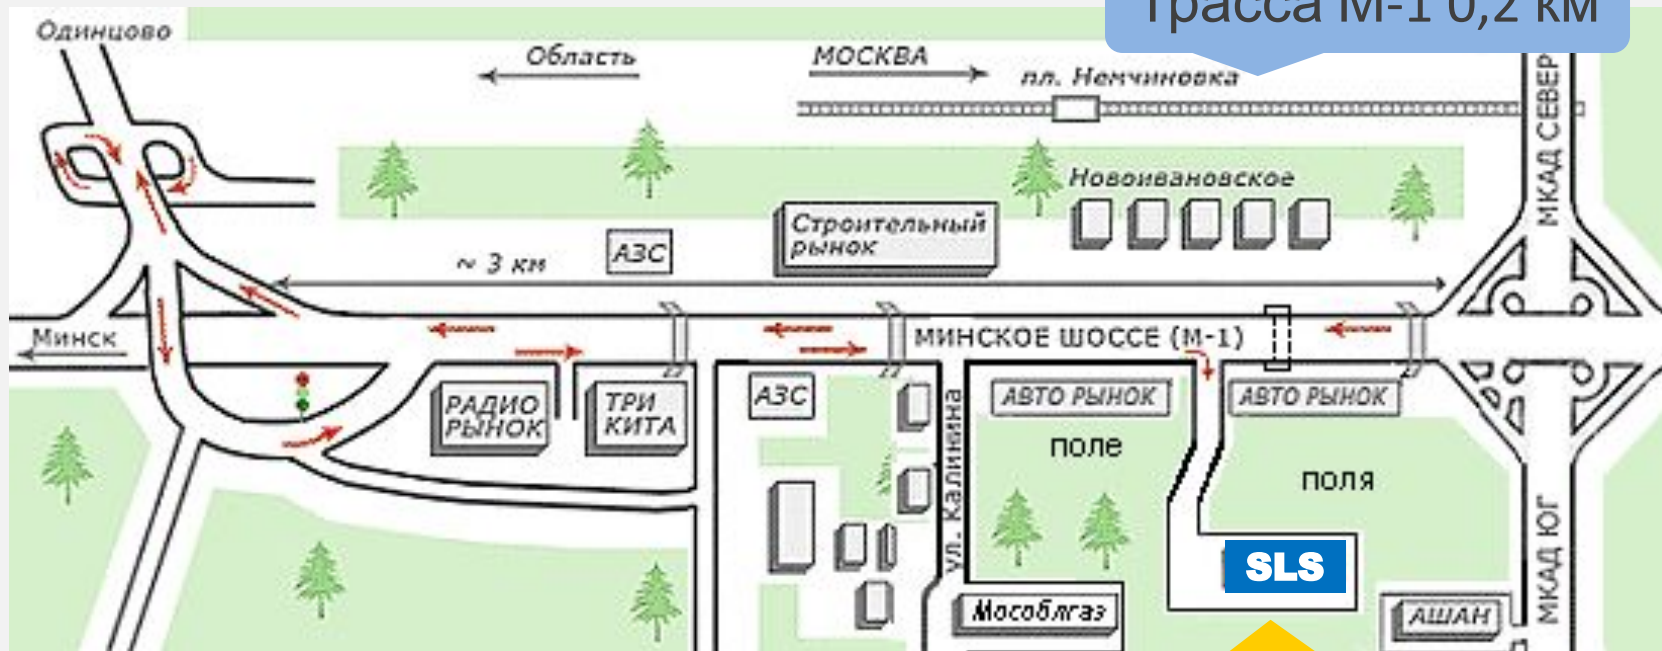 Трасса М-1 0,2 км
Одинцово
Область
МОСКВА
пл. Немчиновка
МКАД СЕВЕР
Новоивановское
Строительный
рынок
АЗС
~ 3 км
Минск
МИНСКОЕ ШОССЕ (М-1)
РАДИО
РЫНОК
ТРИ
КИТА
АЗС
ул. Калинина
АВТО РЫНОК
АВТО РЫНОК
поле
поля
SLS
Мособлгаз
АШАН
МКАД ЮГ